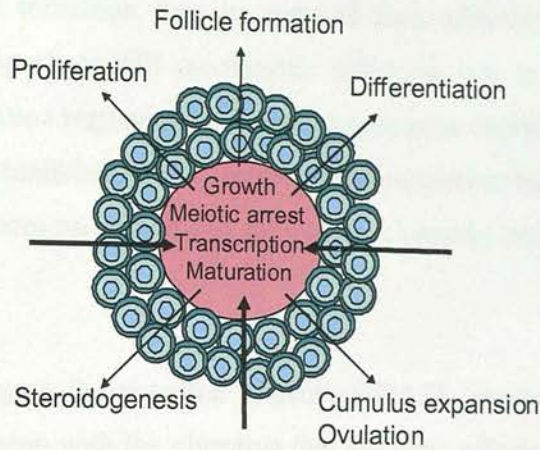 Follicle formation
Proliferation
Differentiation
Growth
Meiotic arrest
Transcription
Maturation
Steroidogenesis
Cumulus expansion
Ovulation